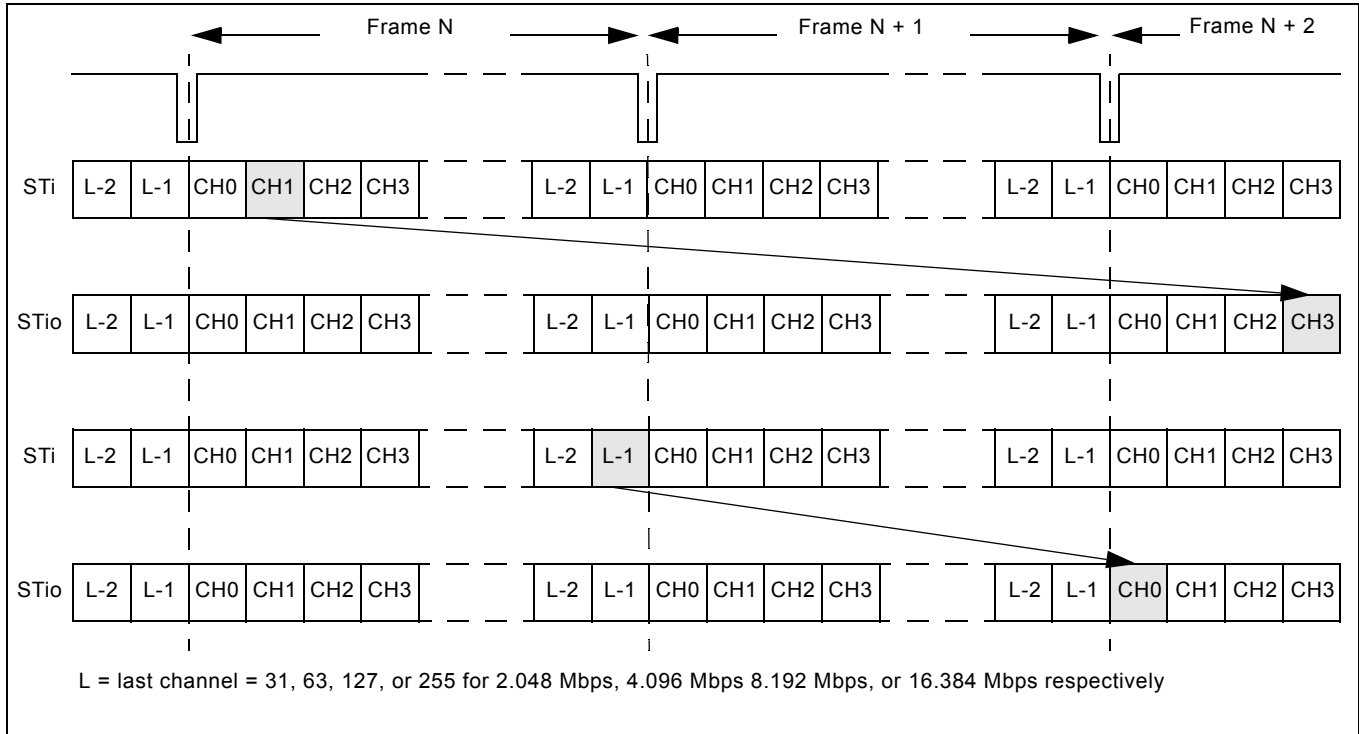 Frame N Frame N + 1 Frame N + 2
STi L-2 L-1 CH0 CH1 CH2 CH3 L-2 L-1 CH0 CH1 CH2 CH3 L-2 L-1 CH0 CH1 CH2 CH3
STio L-2 L-1 CH0 CH1 CH2 CH3 L-2 L-1 CH0 CH1 CH2 CH3 L-2 L-1 CH0 CH1 CH2 CH3
STi L-2 L-1 CH0 CH1 CH2 CH3 L-2 L-1 CH0 CH1 CH2 CH3 L-2 L-1 CH0 CH1 CH2 CH3
STio L-2 L-1 CH0 CH1 CH2 CH3 L-2 L-1 CH0 CH1 CH2 CH3 L-2 L-1 CH0 CH1 CH2 CH3
L = last channel = 31, 63, 127, or 255 for 2.048 Mbps, 4.096 Mbps 8.192 Mbps, or 16.384 Mbps respectively